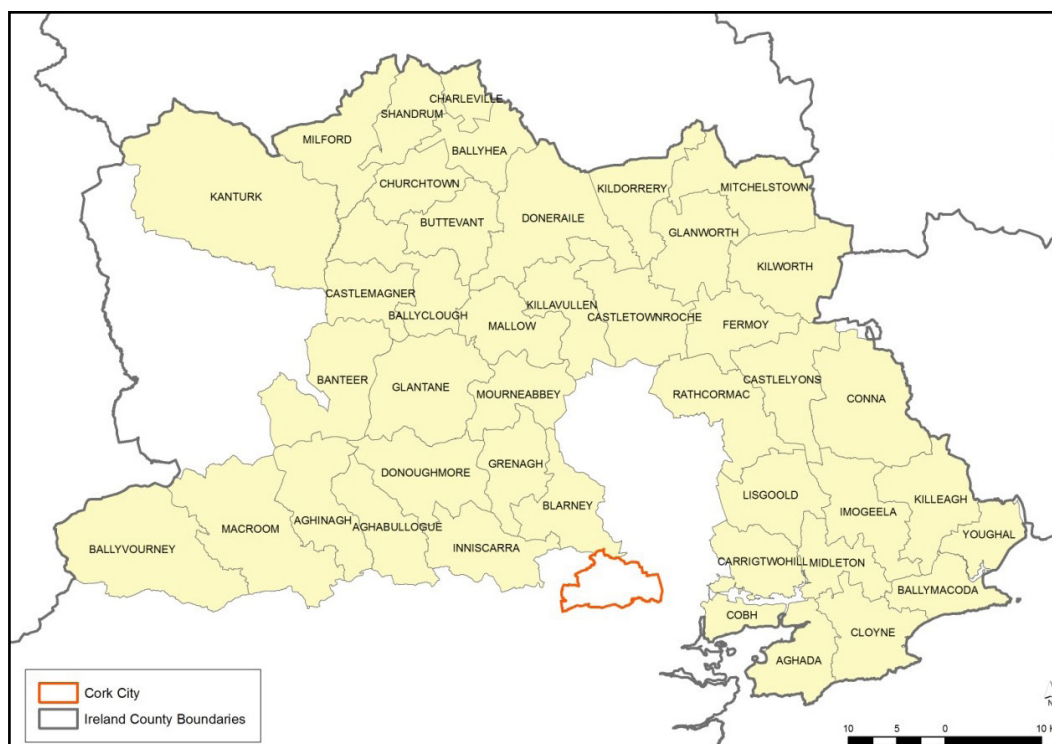 CHARLEVILLE
SHANDRUM
MILFORD
BALLYHEA
CHURCHTOWN
KILDORRERY
MITCHELSTOWN
KANTURK
BUTTEVANT
DONERAILE
GLANWORTH
KILWORTH
CASTLEMAGNER
KILLAVULLEN
BALLYCLOUGH
CASTLETOWNROCHE
MALLOW
FERMOY
BANTEER
GLANTANE
CASTLELYONS
MOURNEABBEY
RATHCORMAC
CONNA
GRENAGH
DONOUGHMORE
LISGOOLD
KILLEAGH
BLARNEY
IMOGEELA
MACROOM
AGHINAGH
AGHABULLOGUE
YOUGHAL
BALLYVOURNEY
INNISCARRA
CARRIGTWOHILL
MIDLETON
BALLYMACODA
COBH
CLOYNE
AGHADA
Cork City
Ireland County Boundaries
N
10 5 0 10